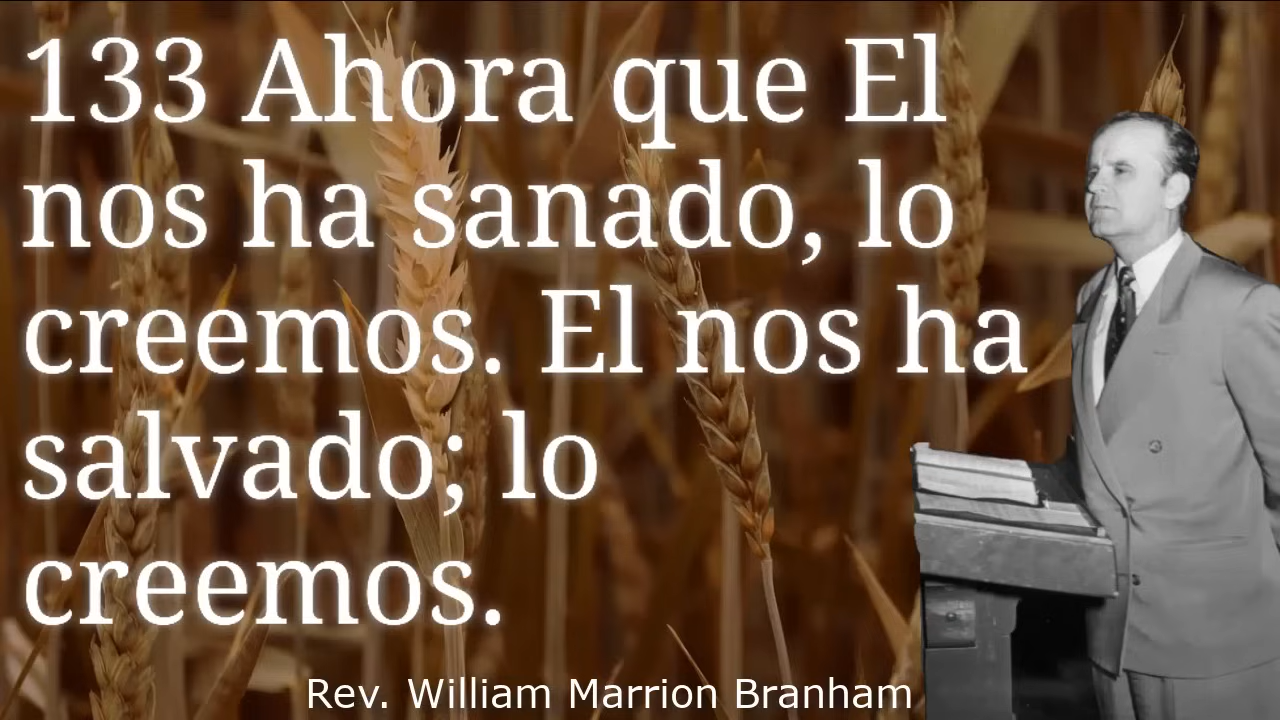 133 Ahora que El
nos ha sanado, lo
creemos. El nos ha
salvado; lo
creemos.
Rev. William Marrion Branham